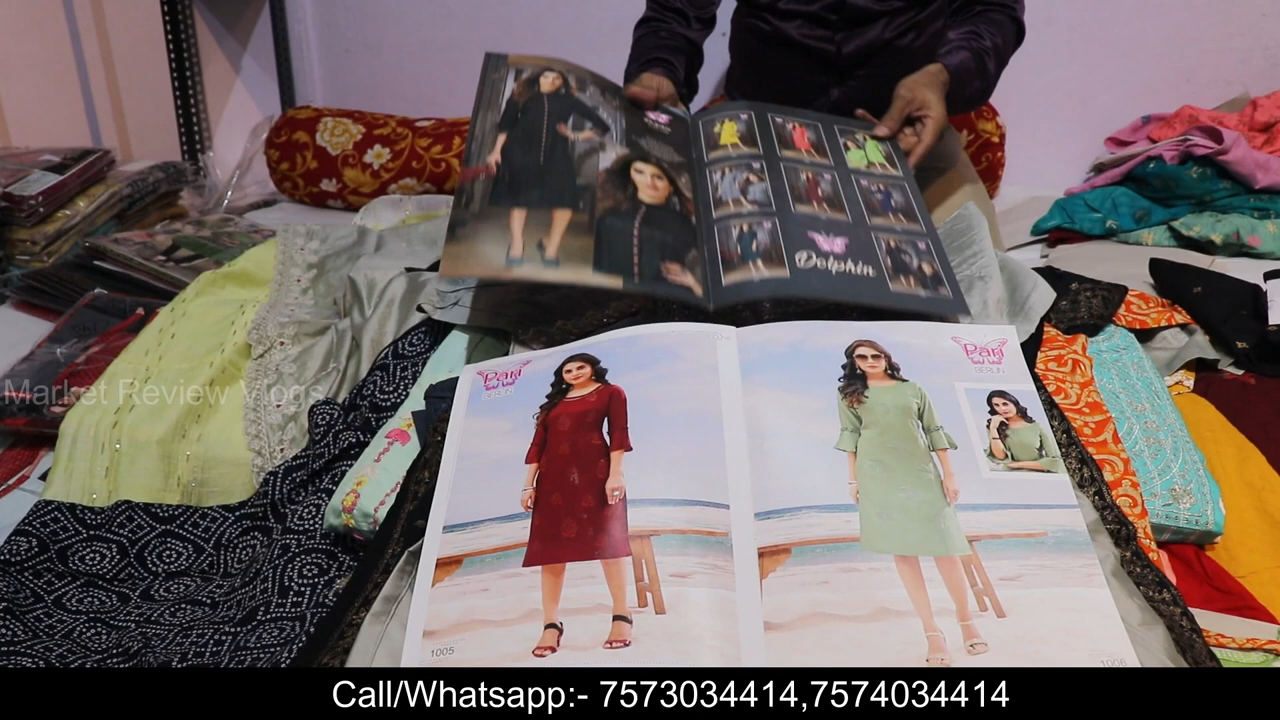 Dolphin
Pari
BERLIN
Pari
BERLIN
Market Review Vlogs
1005
1006
Call/Whatsapp:- 7573034414,7574034414